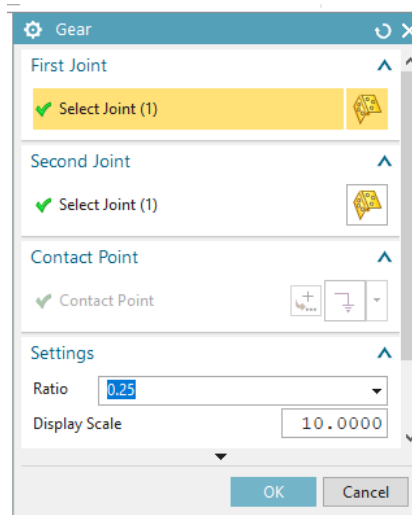 Gear
First Joint
Select Joint (1)
Second Joint
Select Joint (1)
Contact Point
Contact Point
Settings
Ratio 0.25
Display Scale 10.0000
OK Cancel